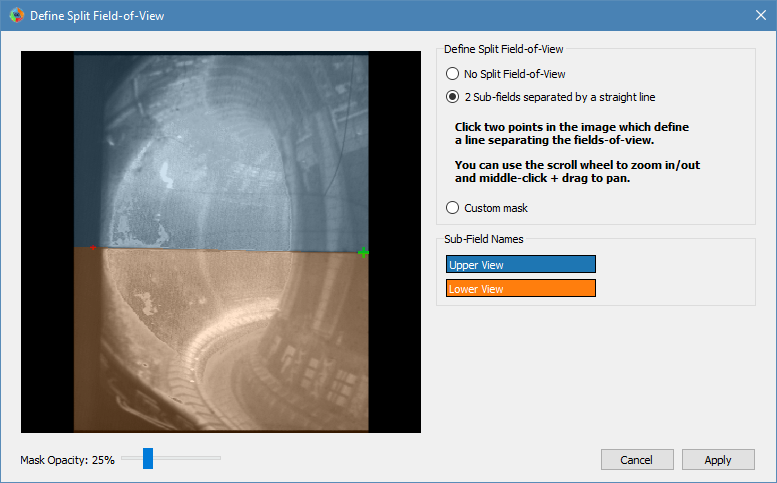 Define Split Field-of-View
Define Split Field-of-View
No Split Field-of-View
2 Sub-fields separated by a straight line
Click two points in the image which define
a line separating the fields-of-view.
You can use the scroll wheel to zoom in/out
and middle-click + drag to pan.
Custom mask
Sub-Field Names
Upper View
Lower View
Mask Opacity: 25%
Cancel
Apply